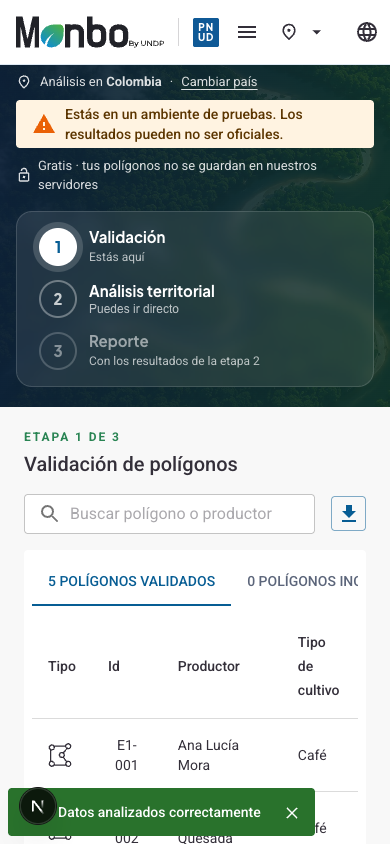 Monbo
By UNDP
PN
UD
Análisis en Colombia · Cambiar país
Estás en un ambiente de pruebas. Los
resultados pueden no ser oficiales.
Gratis · tus polígonos no se guardan en nuestros
servidores
1
Validación
Estás aquí
2
Análisis territorial
Puedes ir directo
3
Reporte
Con los resultados de la etapa 2
ETAPA 1 DE 3
Validación de polígonos
Buscar polígono o productor
5 POLÍGONOS VALIDADOS
0 POLÍGONOS
Tipo
Id
Productor
Tipo
de
cultivo
E1-
001
Ana Lucía
Mora
Café
N
Datos analizados correctamente
002
Quesada